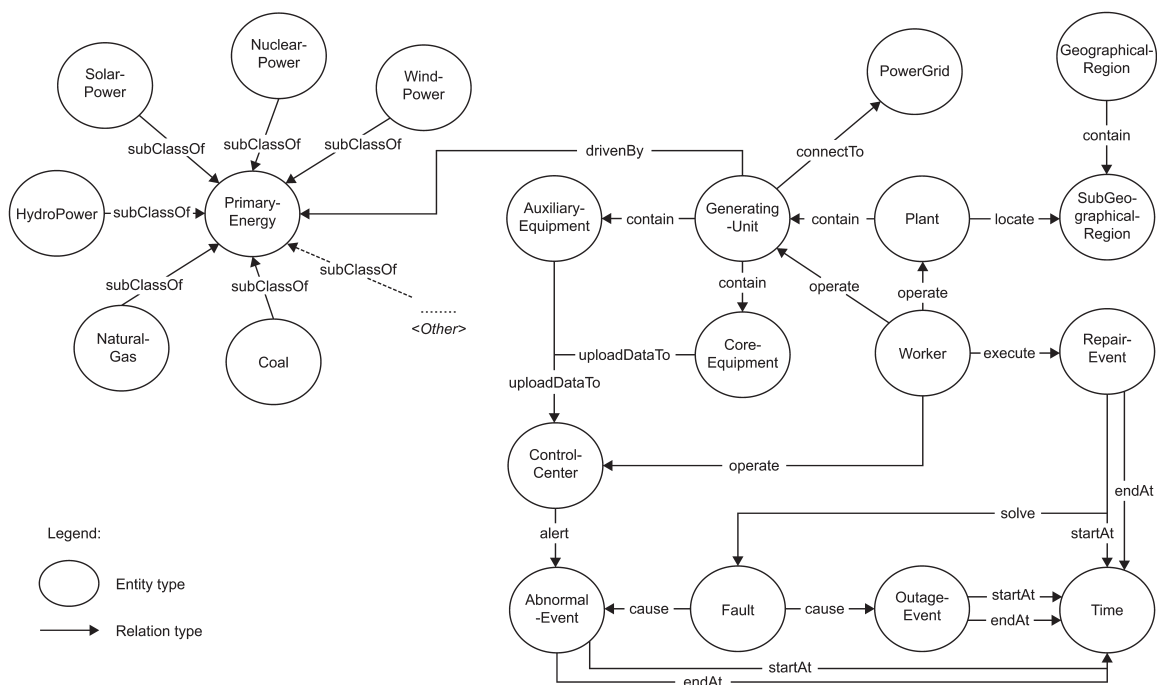 Solar-
Power
Nuclear-
Power
Wind-
Power
PowerGrid
Geographical-
Region
subClassOf
subClassOf
subClassOf
drivenBy
connectTo
contain
HydroPower
subClassOf
Primary-
Energy
Auxiliary-
Equipment
contain
Generating
-Unit
contain
Plant
locate
SubGeo-
graphical-
Region
subClassOf
subClassOf
subClassOf
........
<Other>
contain
operate
operate
Natural-
Gas
Coal
uploadDataTo
Core-
Equipment
Worker
execute
Repair-
Event
uploadDataTo
Control-
Center
operate
endAt
Legend:
alert
solve
startAt
Entity type
Abnormal
-Event
cause
Fault
cause
Outage-
Event
startAt
endAt
Time
Relation type
startAt
endAt